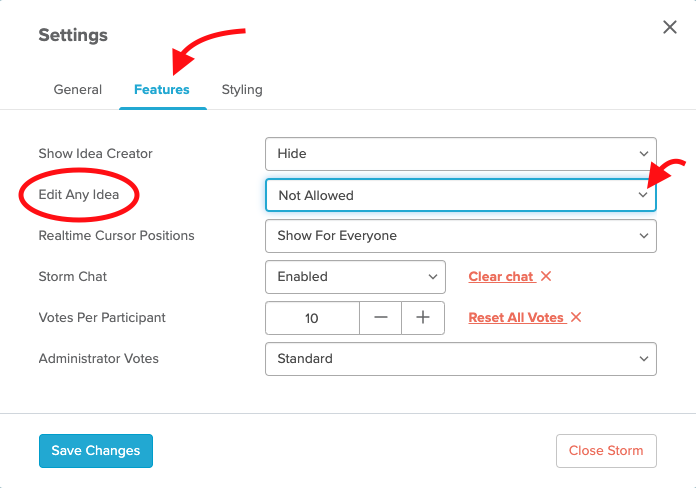 Settings
General Features Styling
Show Idea Creator Hide
Edit Any Idea Not Allowed
Realtime Cursor Positions Show For Everyone
Storm Chat Enabled Clear chat
Votes Per Participant 10 Reset All Votes
Administrator Votes Standard
Save Changes Close Storm